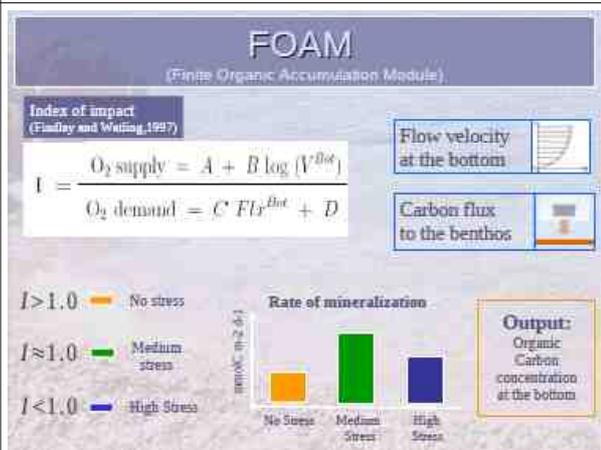 FOAM
(Finite Organic Accumulation Module)
Index of impact
(Findlay and Watling,1997)
I = O₂ supply = A + B log (V^Bot)
O₂ demand = C Flx^Bot + D
Flow velocity
at the bottom
Carbon flux
to the benthos
I>1.0 No stress
I≈1.0 Medium
stress
I<1.0 High Stress
Rate of mineralization
No Stress
Medium
Stress
High
Stress
Output:
Organic
Carbon
concentration
at the bottom